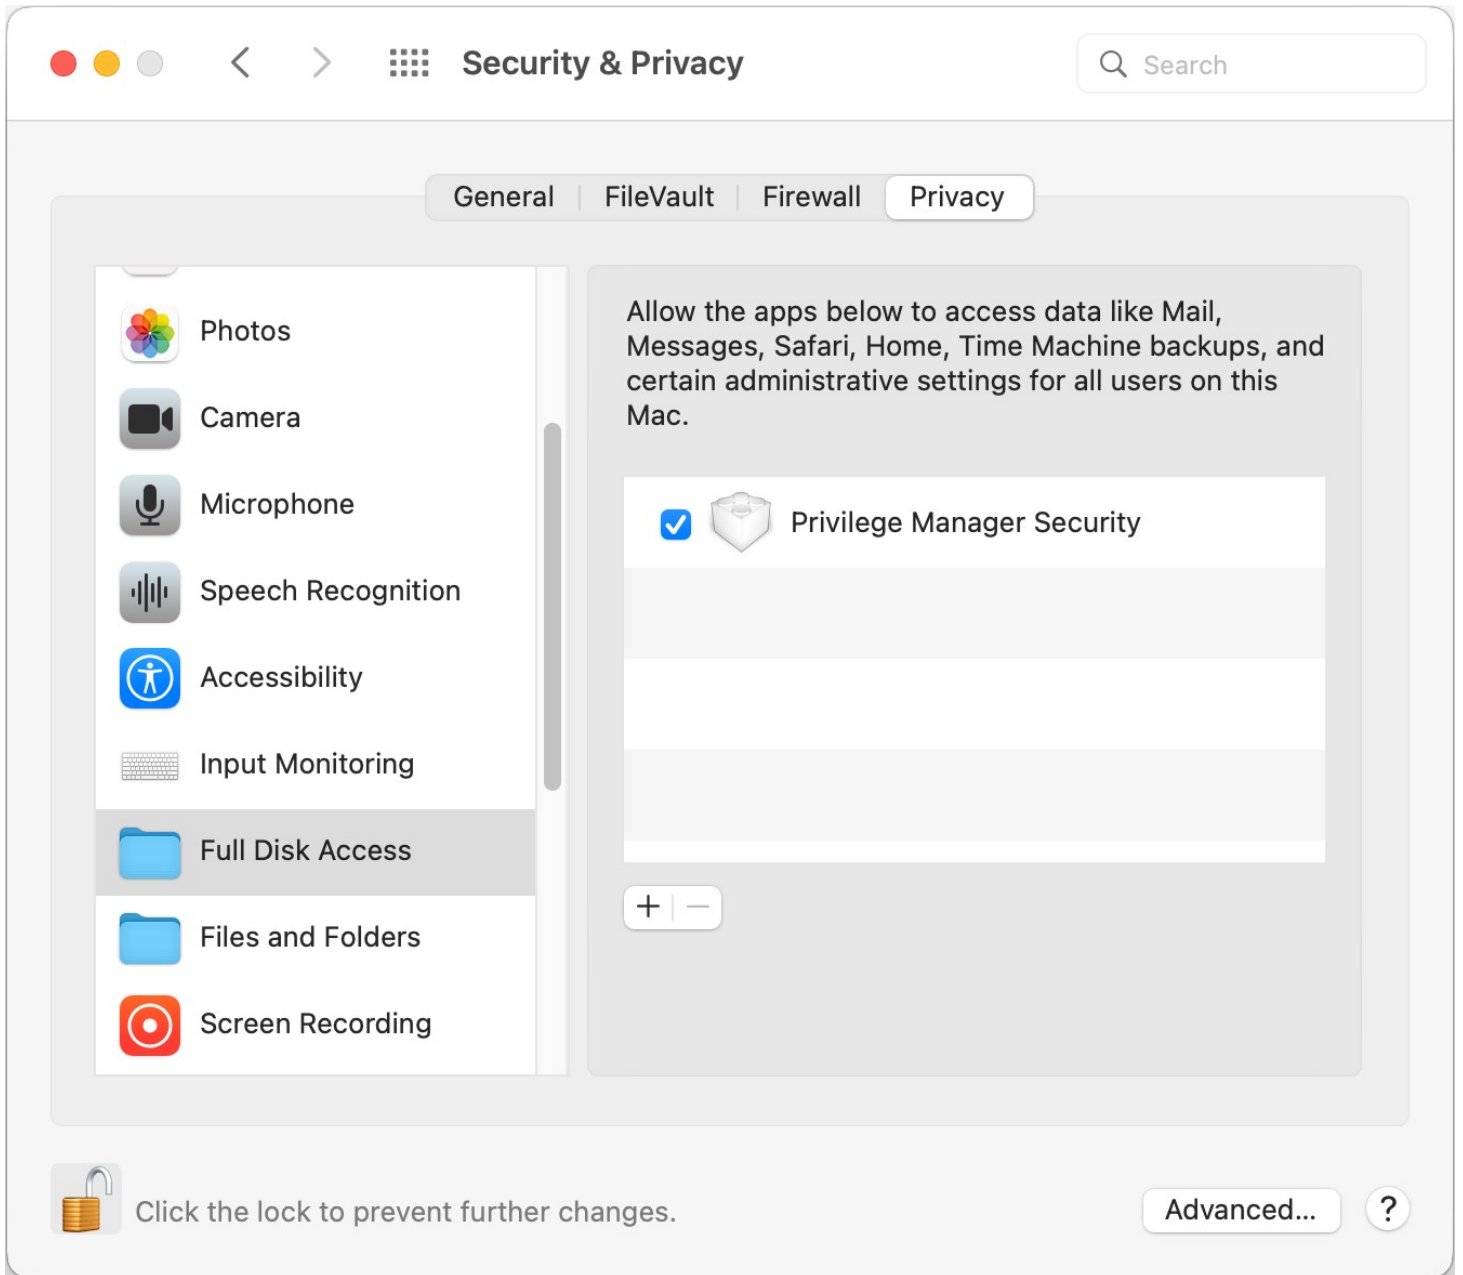 Security & Privacy
Search
General
FileVault
Firewall
Privacy
Photos
Camera
Microphone
Speech Recognition
Accessibility
Input Monitoring
Full Disk Access
Files and Folders
Screen Recording
Allow the apps below to access data like Mail,
Messages, Safari, Home, Time Machine backups, and
certain administrative settings for all users on this
Mac.
Privilege Manager Security
Click the lock to prevent further changes.
Advanced...
?